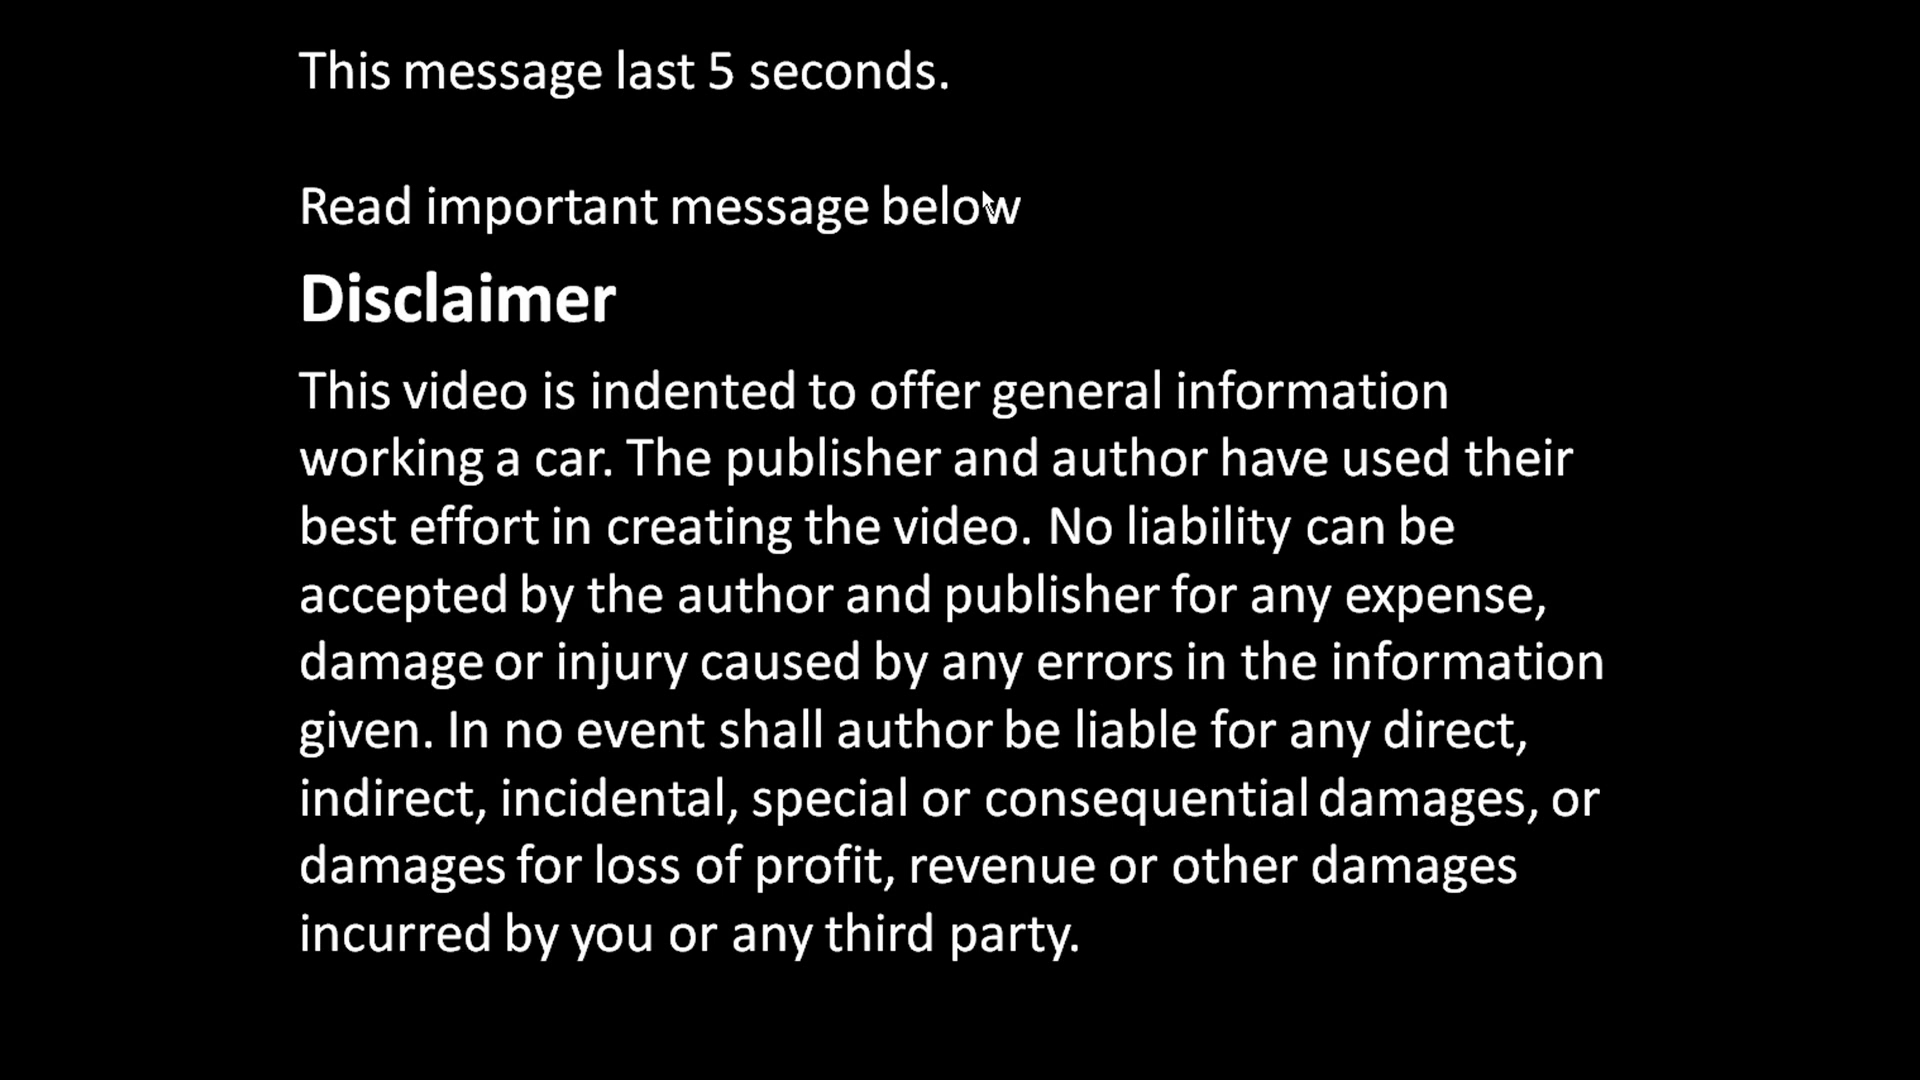 This message last 5 seconds.
Read important message below
Disclaimer
This video is indented to offer general information
working a car. The publisher and author have used their
best effort in creating the video. No liability can be
accepted by the author and publisher for any expense,
damage or injury caused by any errors in the information
given. In no event shall author be liable for any direct,
indirect, incidental, special or consequential damages, or
damages for loss of profit, revenue or other damages
incurred by you or any third party.